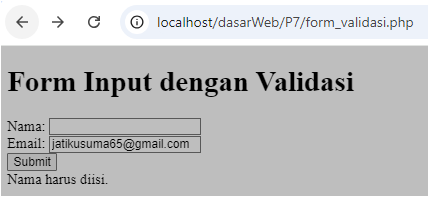 localhost/dasarWeb/P7/form_validasi.php
Form Input dengan Validasi
Nama:
Email: jatikusuma65@gmail.com
Submit
Nama harus diisi.